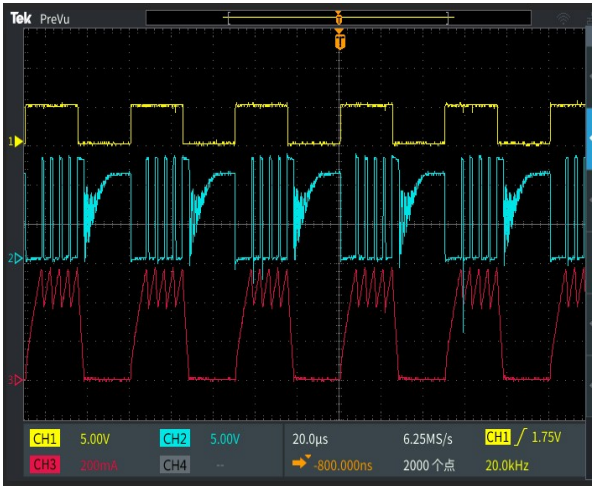 Tek PreVu
T
T
1
2
3
CH1 5.00V CH2 5.00V 20.0μs 6.25MS/s CH1 / 1.75V
CH3 200mA CH4 -- -800.000ns 2000 个点 20.0kHz